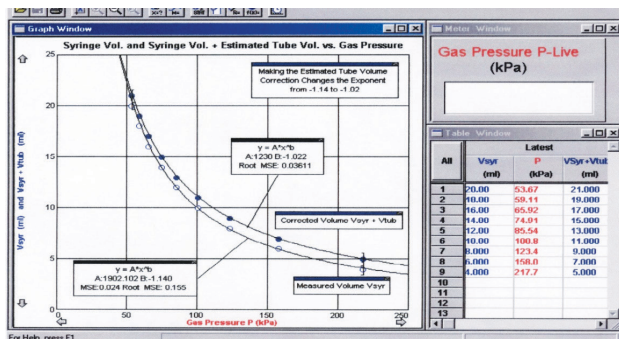 Graph Window
Syringe Vol. and Syringe Vol. + Estimated Tube Vol. vs. Gas Pressure
25
20
15
10
5
0
0
50
100
150
200
250
Vsyr (ml) and Vsyr + Vtub (ml)
Gas Pressure P (kPa)
Making the Estimated Tube Volume
Correction Changes the Exponent
from -1.14 to -1.02
y = A*x^b
A:1230 B:-1.022
Root MSE: 0.03611
Corrected Volume Vsyr + Vtub
y = A*x^b
A:1902.102 B:-1.140
MSE:0.024 Root MSE: 0.155
Measured Volume Vsyr
Meter Window
Gas Pressure P-Live
(kPa)
Table Window
Latest
All Vsyr P VSyr+Vtub
(ml) (kPa) (ml)
1 20.00 53.67 21.000
2 18.00 59.11 19.000
3 16.00 65.92 17.000
4 14.00 74.91 15.000
5 12.00 85.54 13.000
6 10.00 100.8 11.000
7 8.000 123.4 9.000
8 6.000 158.0 7.000
9 4.000 217.7 5.000
10
11
12
13
For Help, press F1